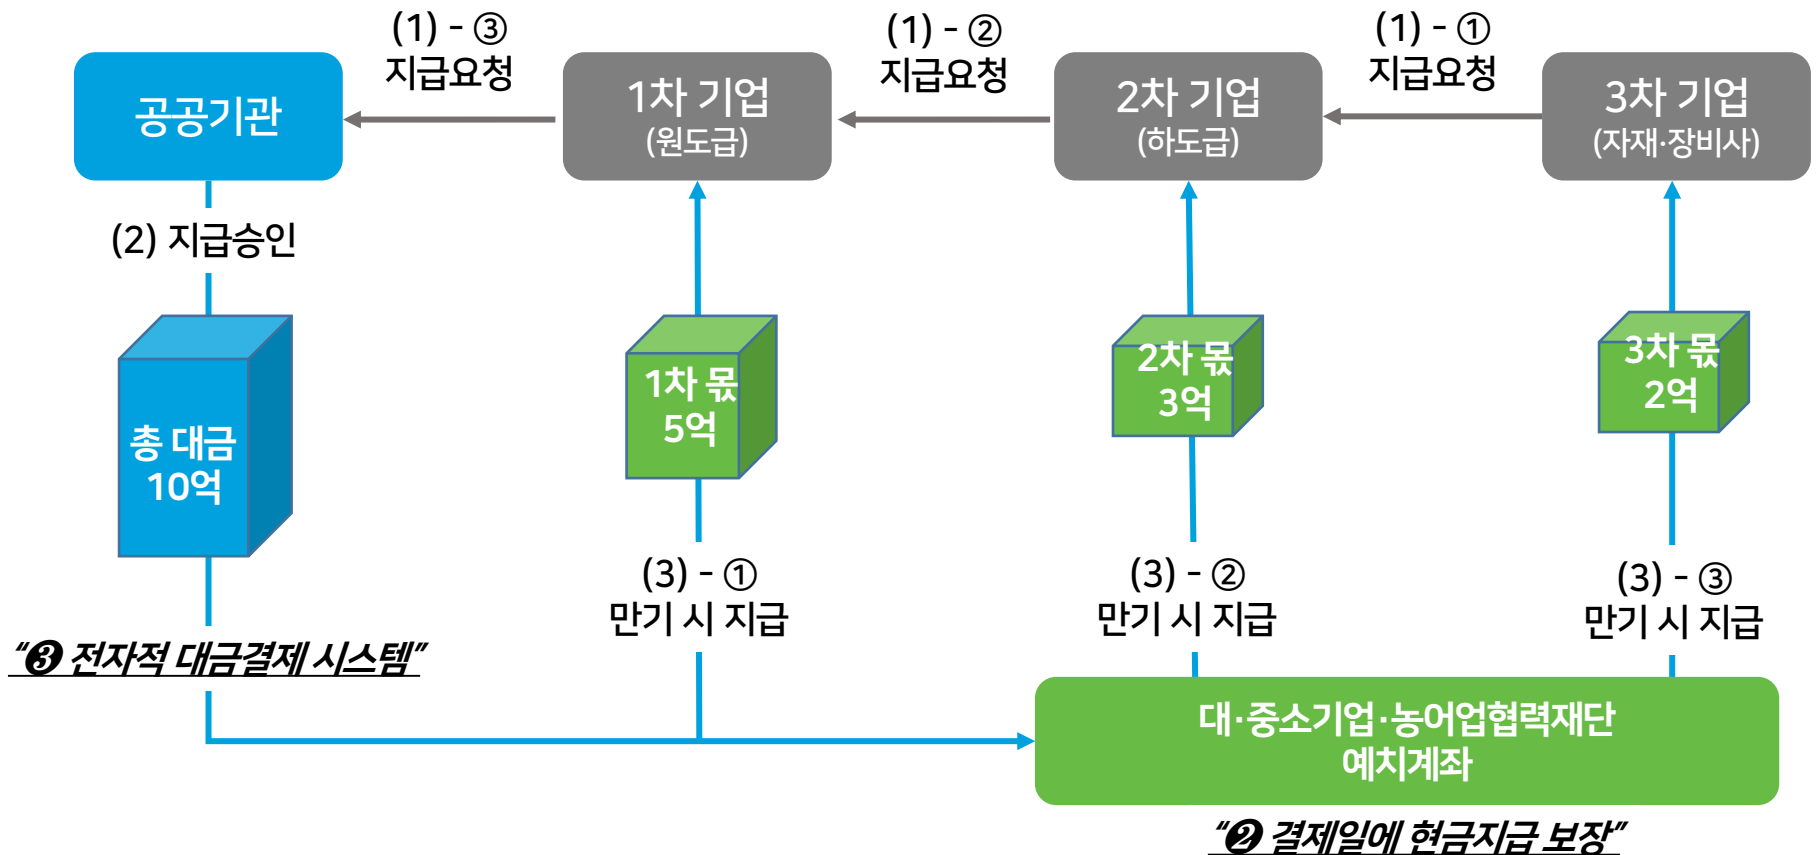 (1) - ③
지급요청
(1) - ②
지급요청
(1) - ①
지급요청
공공기관
1차 기업
(원도급)
2차 기업
(하도급)
3차 기업
(자재·장비사)
(2) 지급승인
총 대금
10억
1차 몫
5억
2차 몫
3억
3차 몫
2억
(3) - ①
만기 시 지급
(3) - ②
만기 시 지급
(3) - ③
만기 시 지급
“❸ 전자적 대금결제 시스템”
대·중소기업·농어업협력재단
예치계좌
“❷ 결제일에 현금지급 보장”